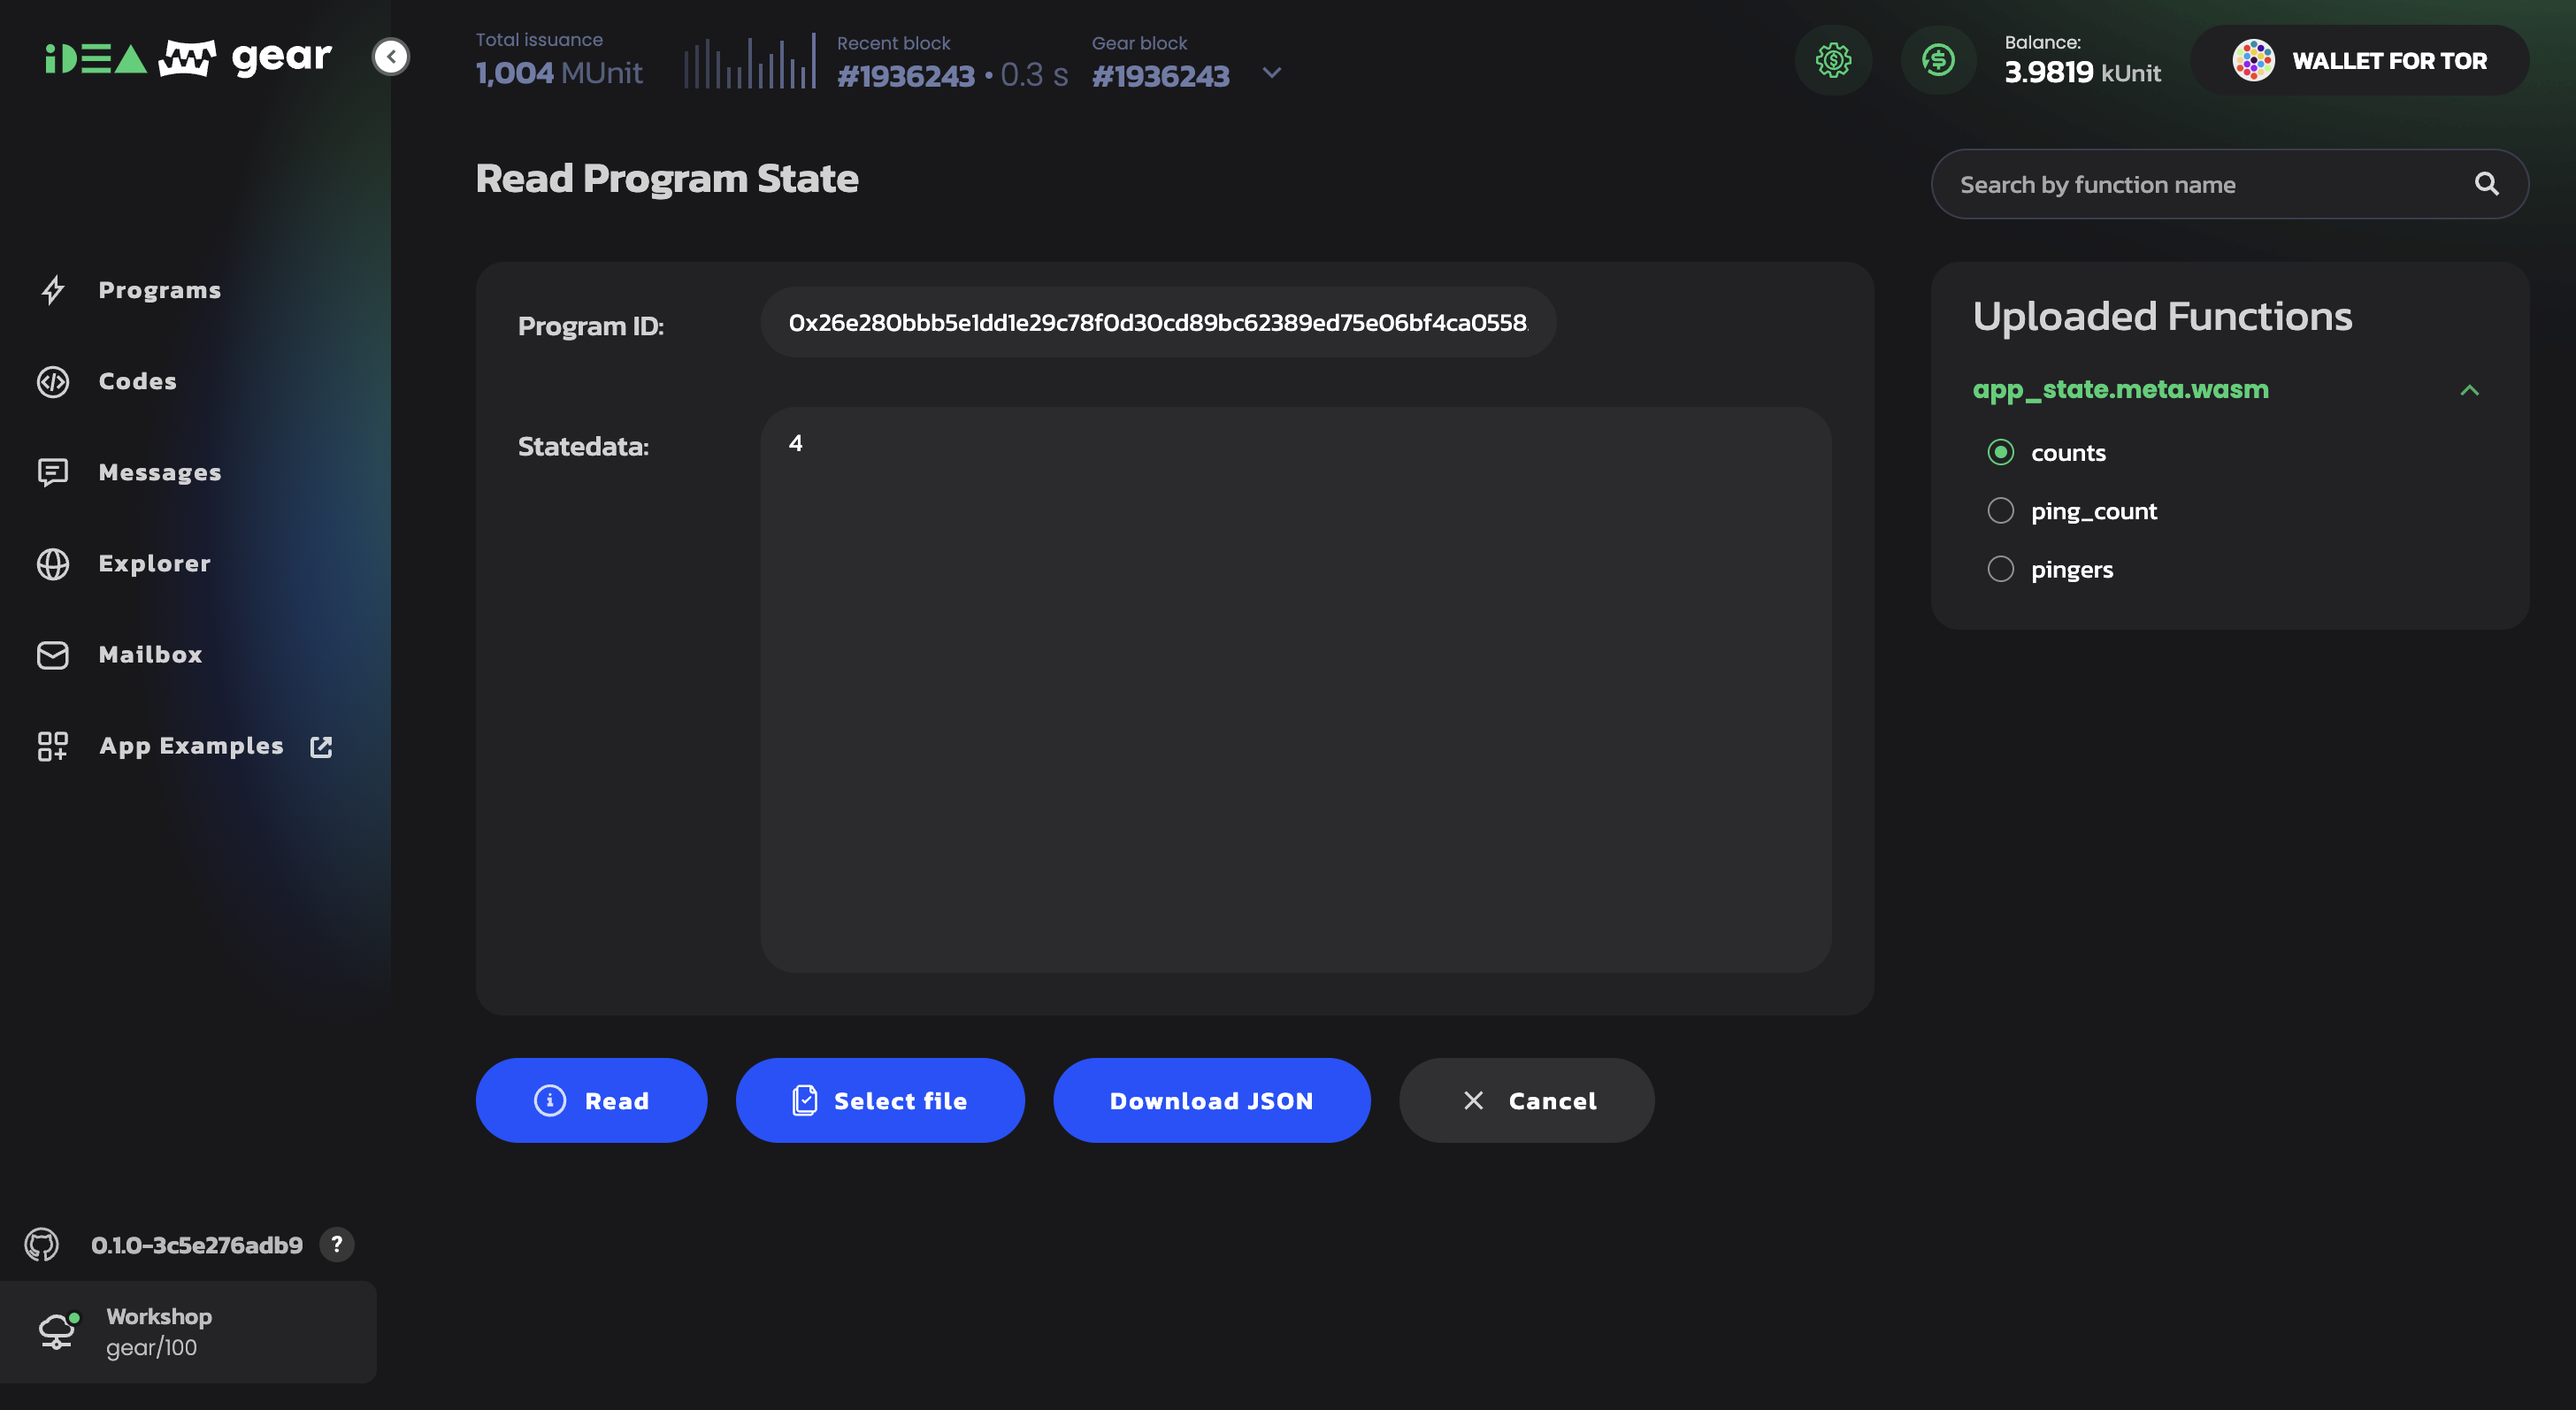 iDEA gear
Total issuance
1,004 MUnit
Recent block
#1936243 • 0.3 s
Gear block
#1936243
Balance:
3.9819 kUnit
WALLET FOR TOR
Read Program State
Search by function name
Programs
Codes
Messages
Explorer
Mailbox
App Examples
Program ID:
0x26e280bbb5e1dd1e29c78f0d30cd89bc62389ed75e06bf4ca0558
Statedata:
4
Uploaded Functions
app_state.meta.wasm
counts
ping_count
pingers
Read
Select file
Download JSON
Cancel
0.1.0-3c5e276adb9 ?
Workshop
gear/100